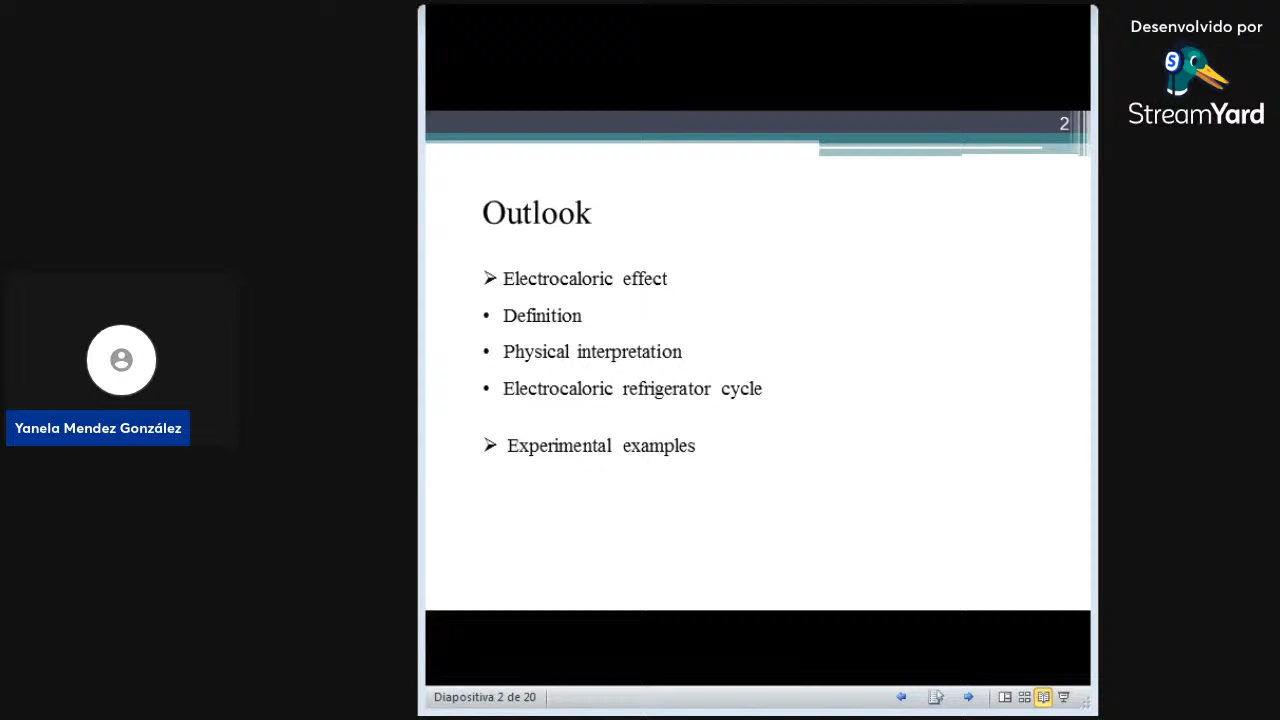 Desenvolvido por
StreamYard
2
Outlook
➢ Electrocaloric effect
• Definition
• Physical interpretation
• Electrocaloric refrigerator cycle
➢ Experimental examples
Yanela Mendez González
Diapositiva 2 de 20